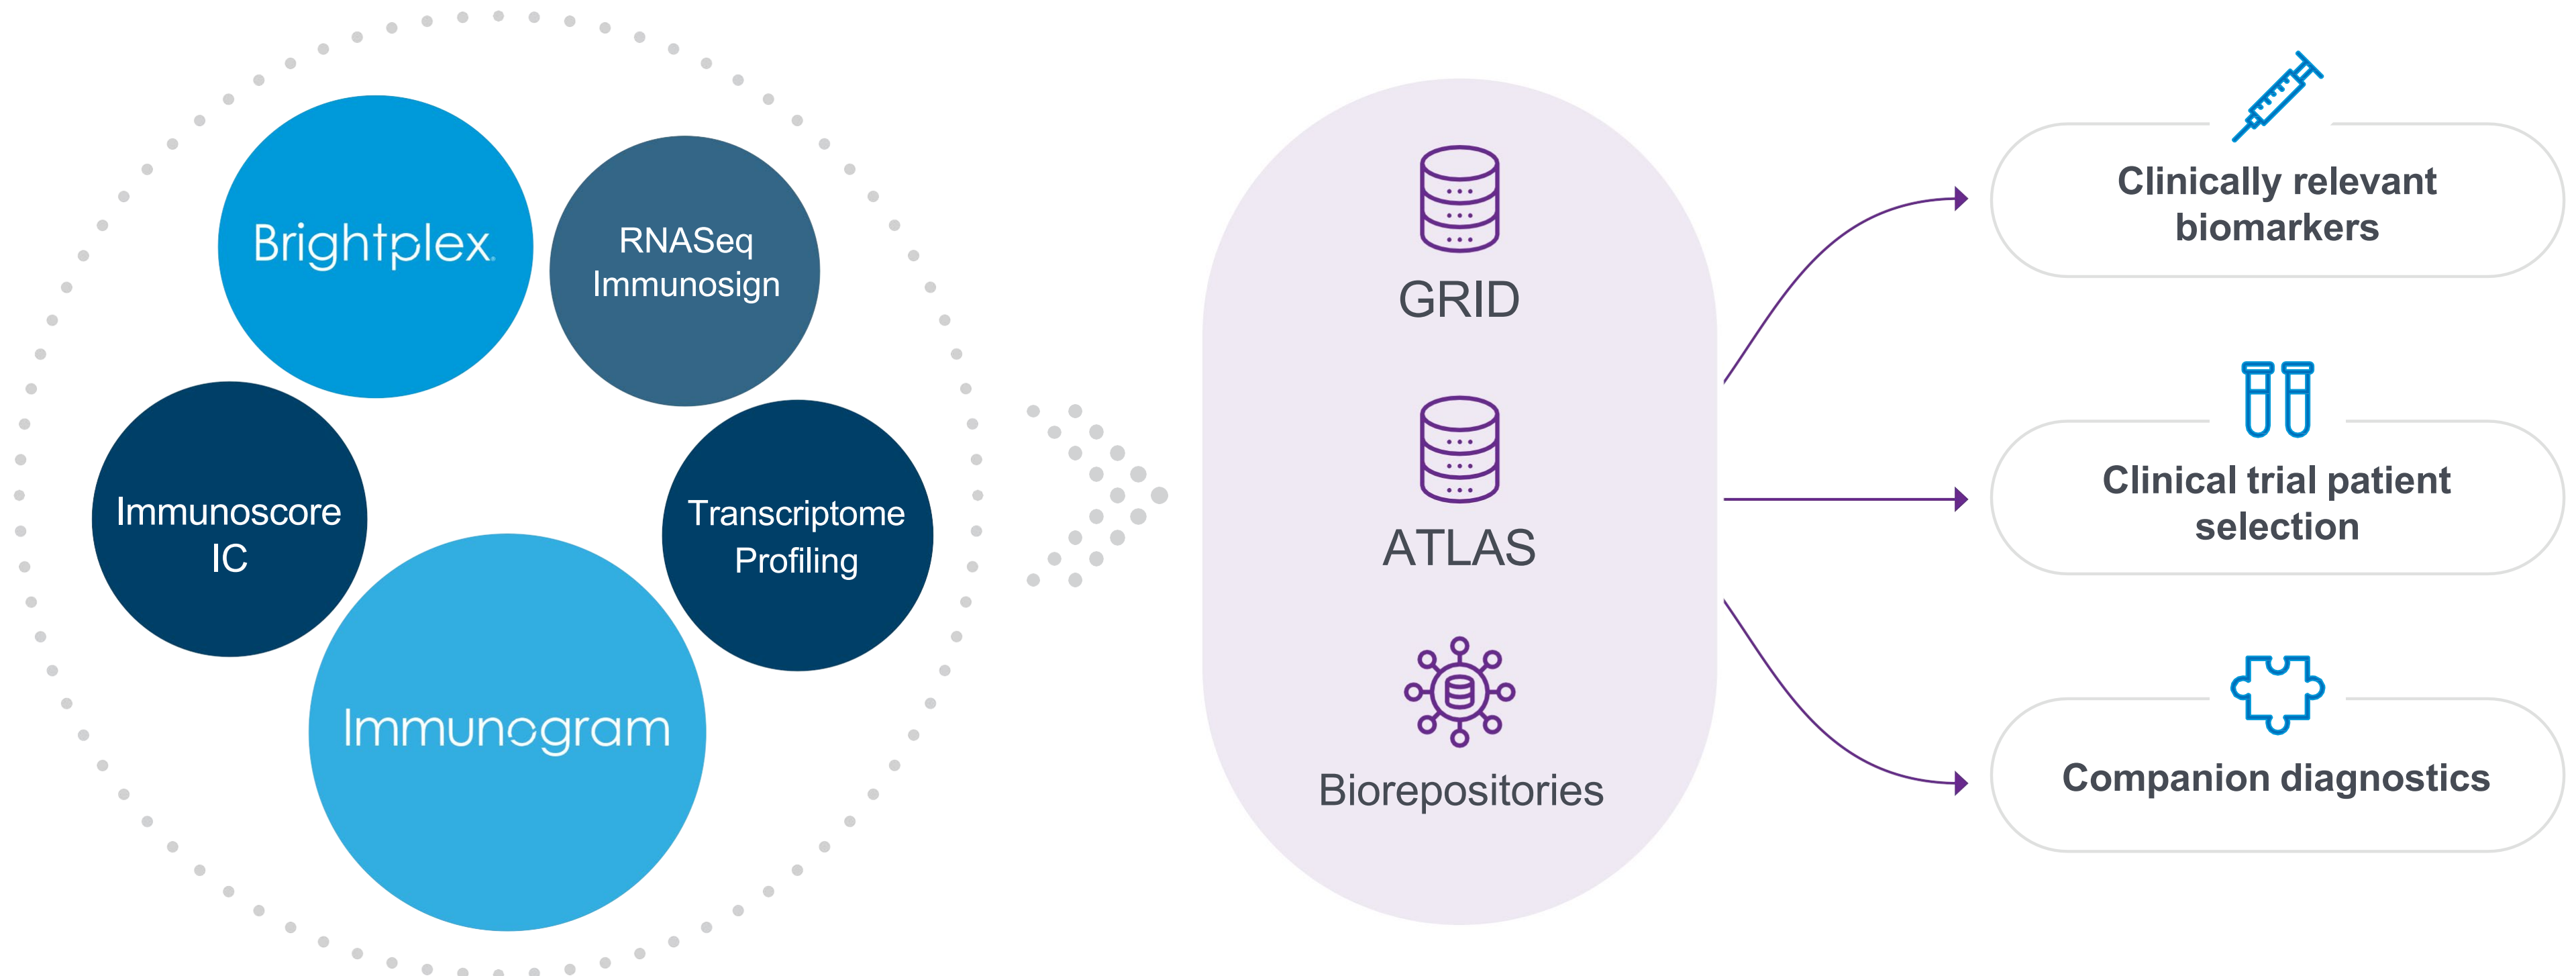 Brightplex®
RNASeq
Immunosign
Immunoscore
IC
Transcriptome
Profiling
Immunogram
GRID
ATLAS
Biorepositories
Clinically relevant
biomarkers
Clinical trial patient
selection
Companion diagnostics